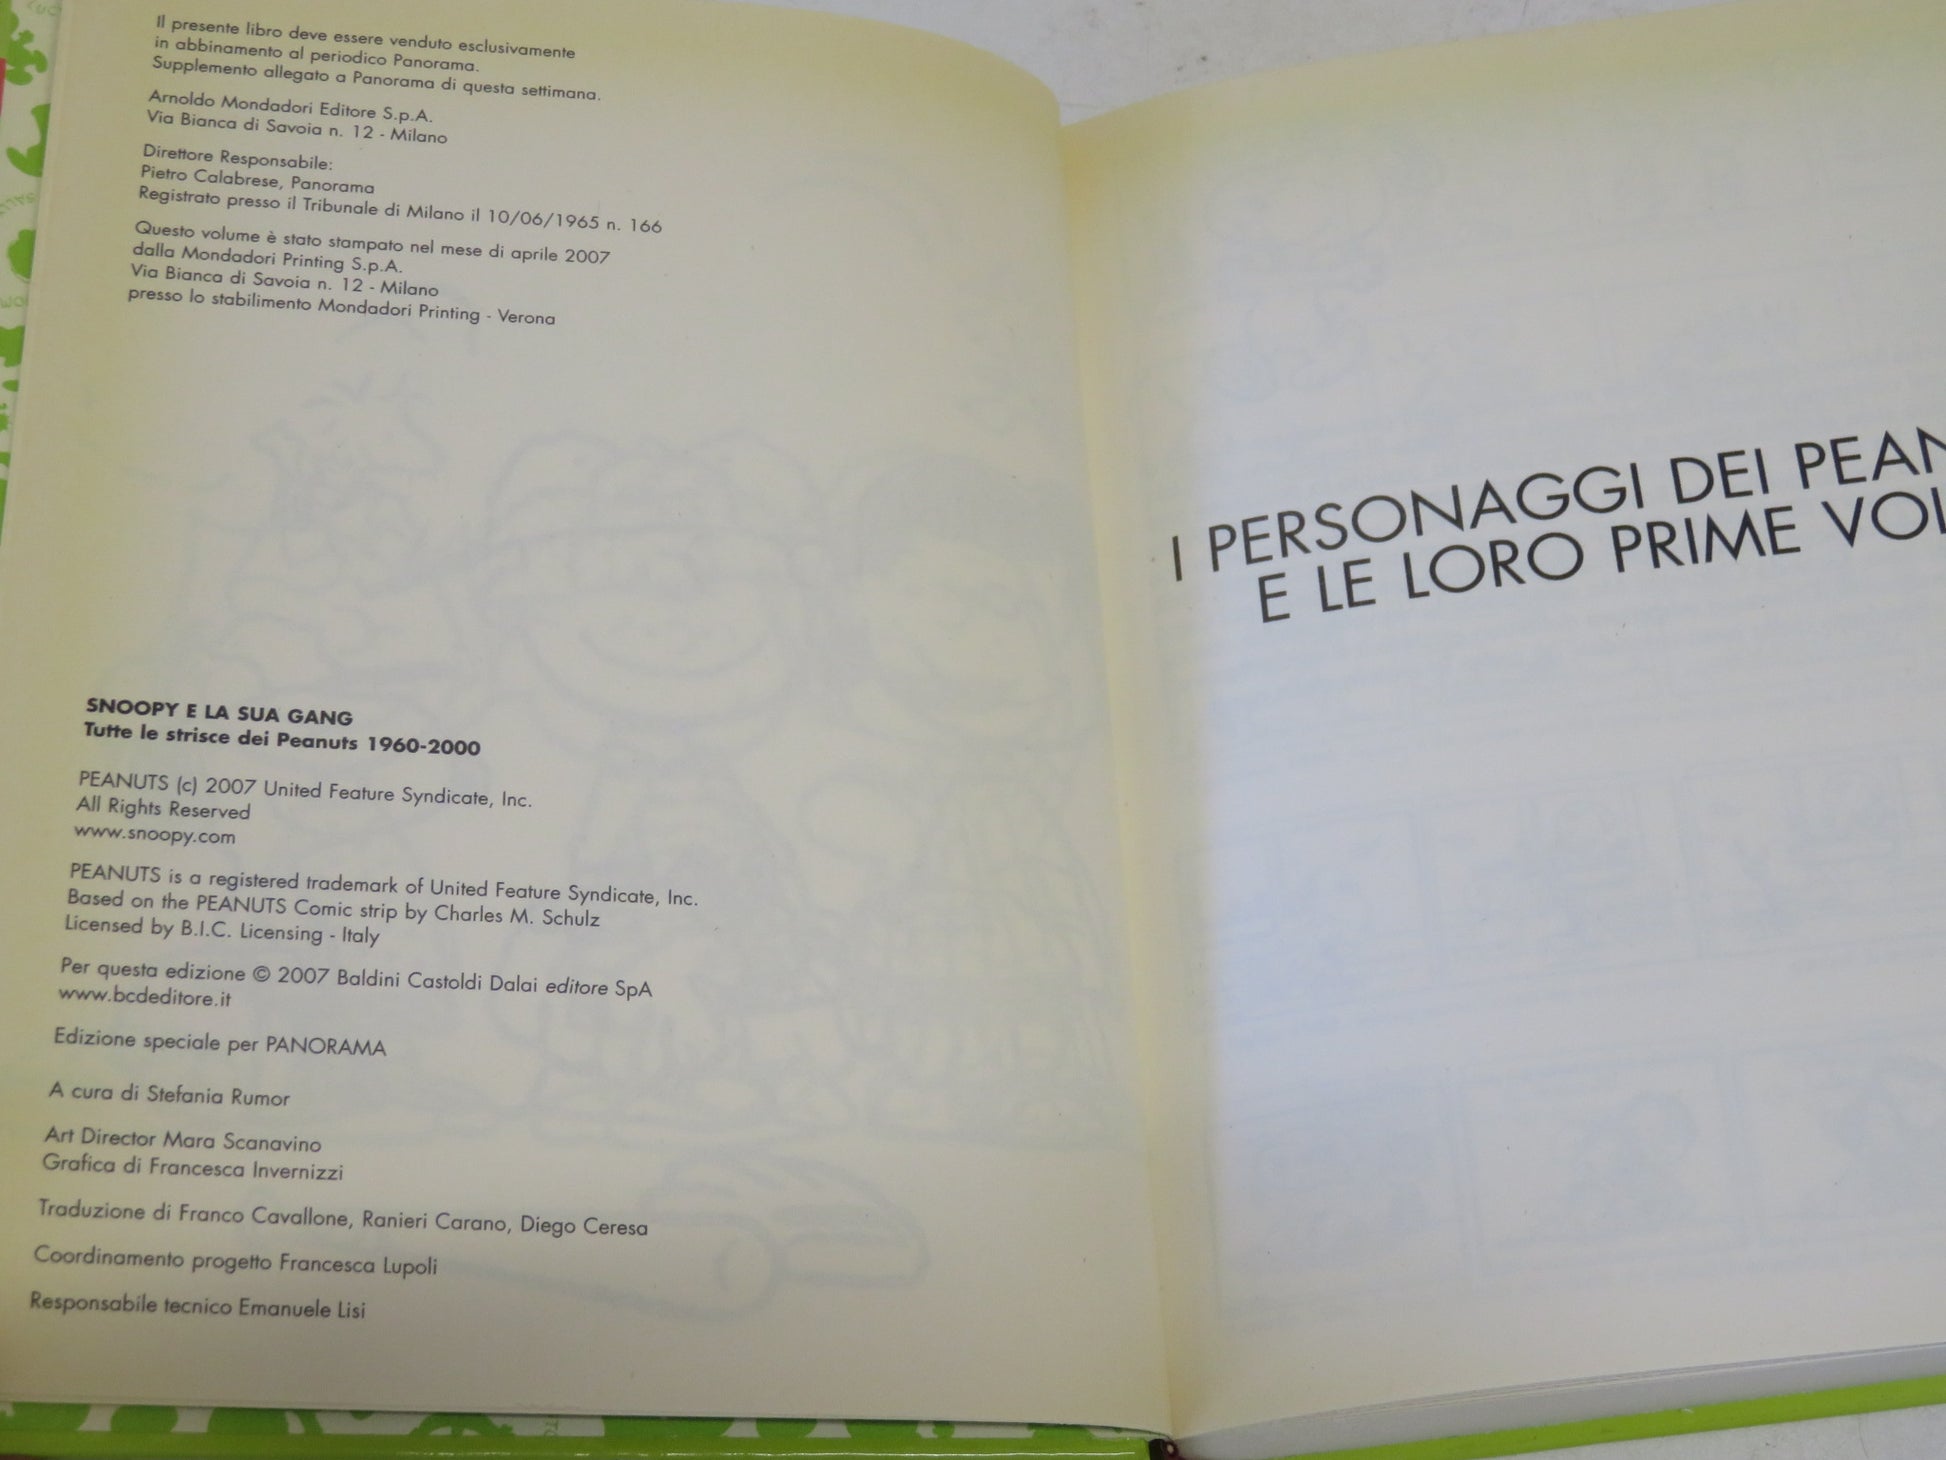 Il presente libro deve essere venduto esclusivamente
in abbinamento al periodico Panorama.
Supplemento allegato a Panorama di questa settimana.
Arnoldo Mondadori Editore S.p.A.
Via Bianca di Savoia n. 12 - Milano
Direttore Responsabile:
Pietro Calabrese, Panorama
Registrato presso il Tribunale di Milano il 10/06/1965 n. 166
Questo volume è stato stampato nel mese di aprile 2007
dalla Mondadori Printing S.p.A.
Via Bianca di Savoia n. 12 - Milano
presso lo stabilimento Mondadori Printing - Verona
SNOOPY E LA SUA GANG
Tutte le strisce dei Peanuts 1960-2000
PEANUTS (c) 2007 United Feature Syndicate, Inc.
All Rights Reserved
www.snoopy.com
PEANUTS is a registered trademark of United Feature Syndicate, Inc.
Based on the PEANUTS Comic strip by Charles M. Schulz
Licensed by B.I.C. Licensing - Italy
Per questa edizione © 2007 Baldini Castoldi Dalai editore SpA
www.bcdeditore.it
Edizione speciale per PANORAMA
A cura di Stefania Rumor
Art Director Mara Scanavino
Grafica di Francesca Invernizzi
Traduzione di Franco Cavallone, Ranieri Carano, Diego Ceresa
Coordinamento progetto Francesca Lupoli
Responsabile tecnico Emanuele Lisi
I PERSONAGGI DEI PEAN
E LE LORO PRIME VOL